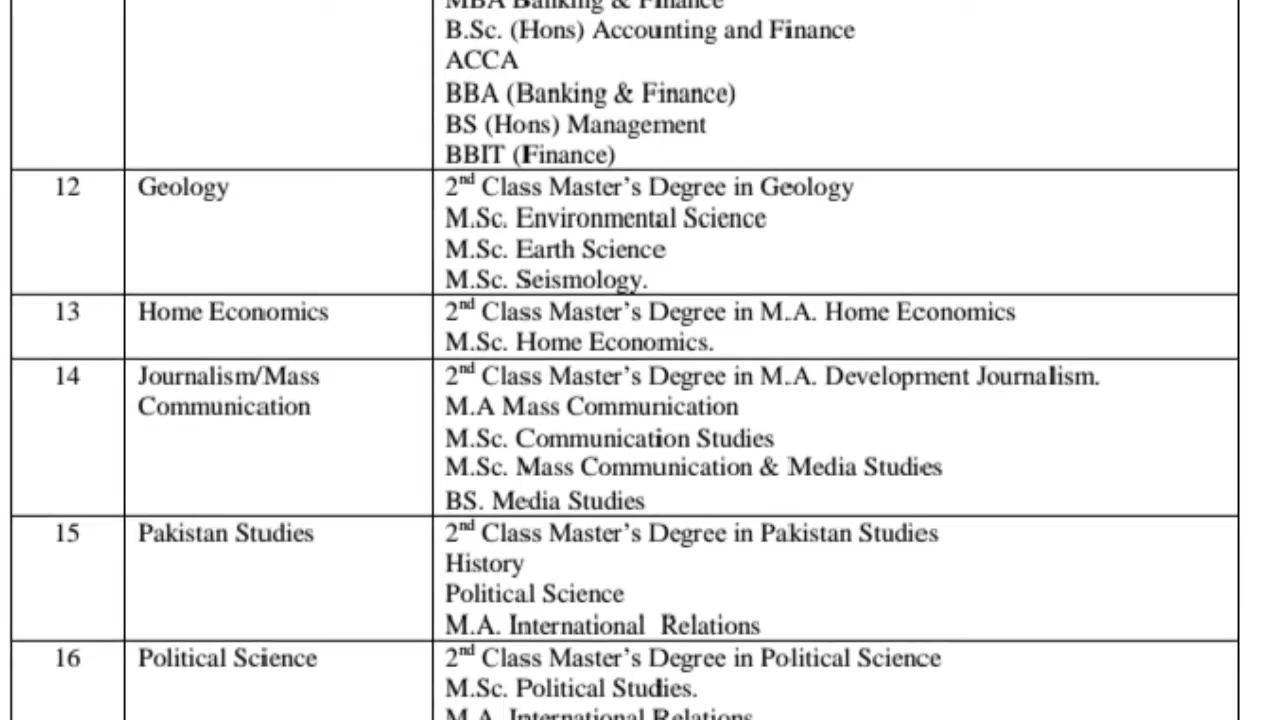 MBA Banking & Finance
B.Sc. (Hons) Accounting and Finance
ACCA
BBA (Banking & Finance)
BS (Hons) Management
BBIT (Finance)
12 Geology 2nd Class Master's Degree in Geology
M.Sc. Environmental Science
M.Sc. Earth Science
M.Sc. Seismology.
13 Home Economics 2nd Class Master's Degree in M.A. Home Economics
M.Sc. Home Economics.
14 Journalism/Mass 2nd Class Master's Degree in M.A. Development Journalism.
Communication M.A Mass Communication
M.Sc. Communication Studies
M.Sc. Mass Communication & Media Studies
BS. Media Studies
15 Pakistan Studies 2nd Class Master's Degree in Pakistan Studies
History
Political Science
M.A. International Relations
16 Political Science 2nd Class Master's Degree in Political Science
M.Sc. Political Studies.
M.A. International Relations